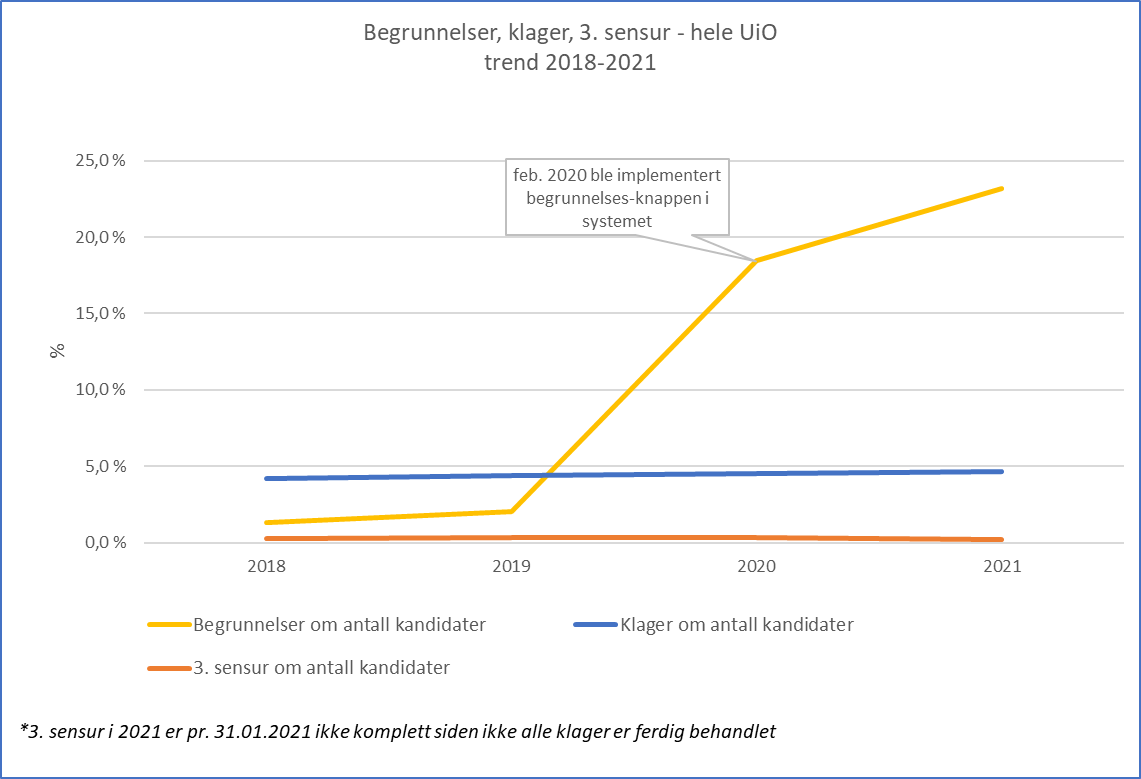 Begrunnelser, klager, 3. sensur - hele UiO
trend 2018-2021
25,0 %
feb. 2020 ble implementert
begrunnelses-knappen i
systemet
20,0 %
15,0 %
%
10,0 %
5,0 %
0,0 %
2018 2019 2020 2021
Begrunnelser om antall kandidater Klager om antall kandidater
3. sensur om antall kandidater
*3. sensur i 2021 er pr. 31.01.2021 ikke komplett siden ikke alle klager er ferdig behandlet